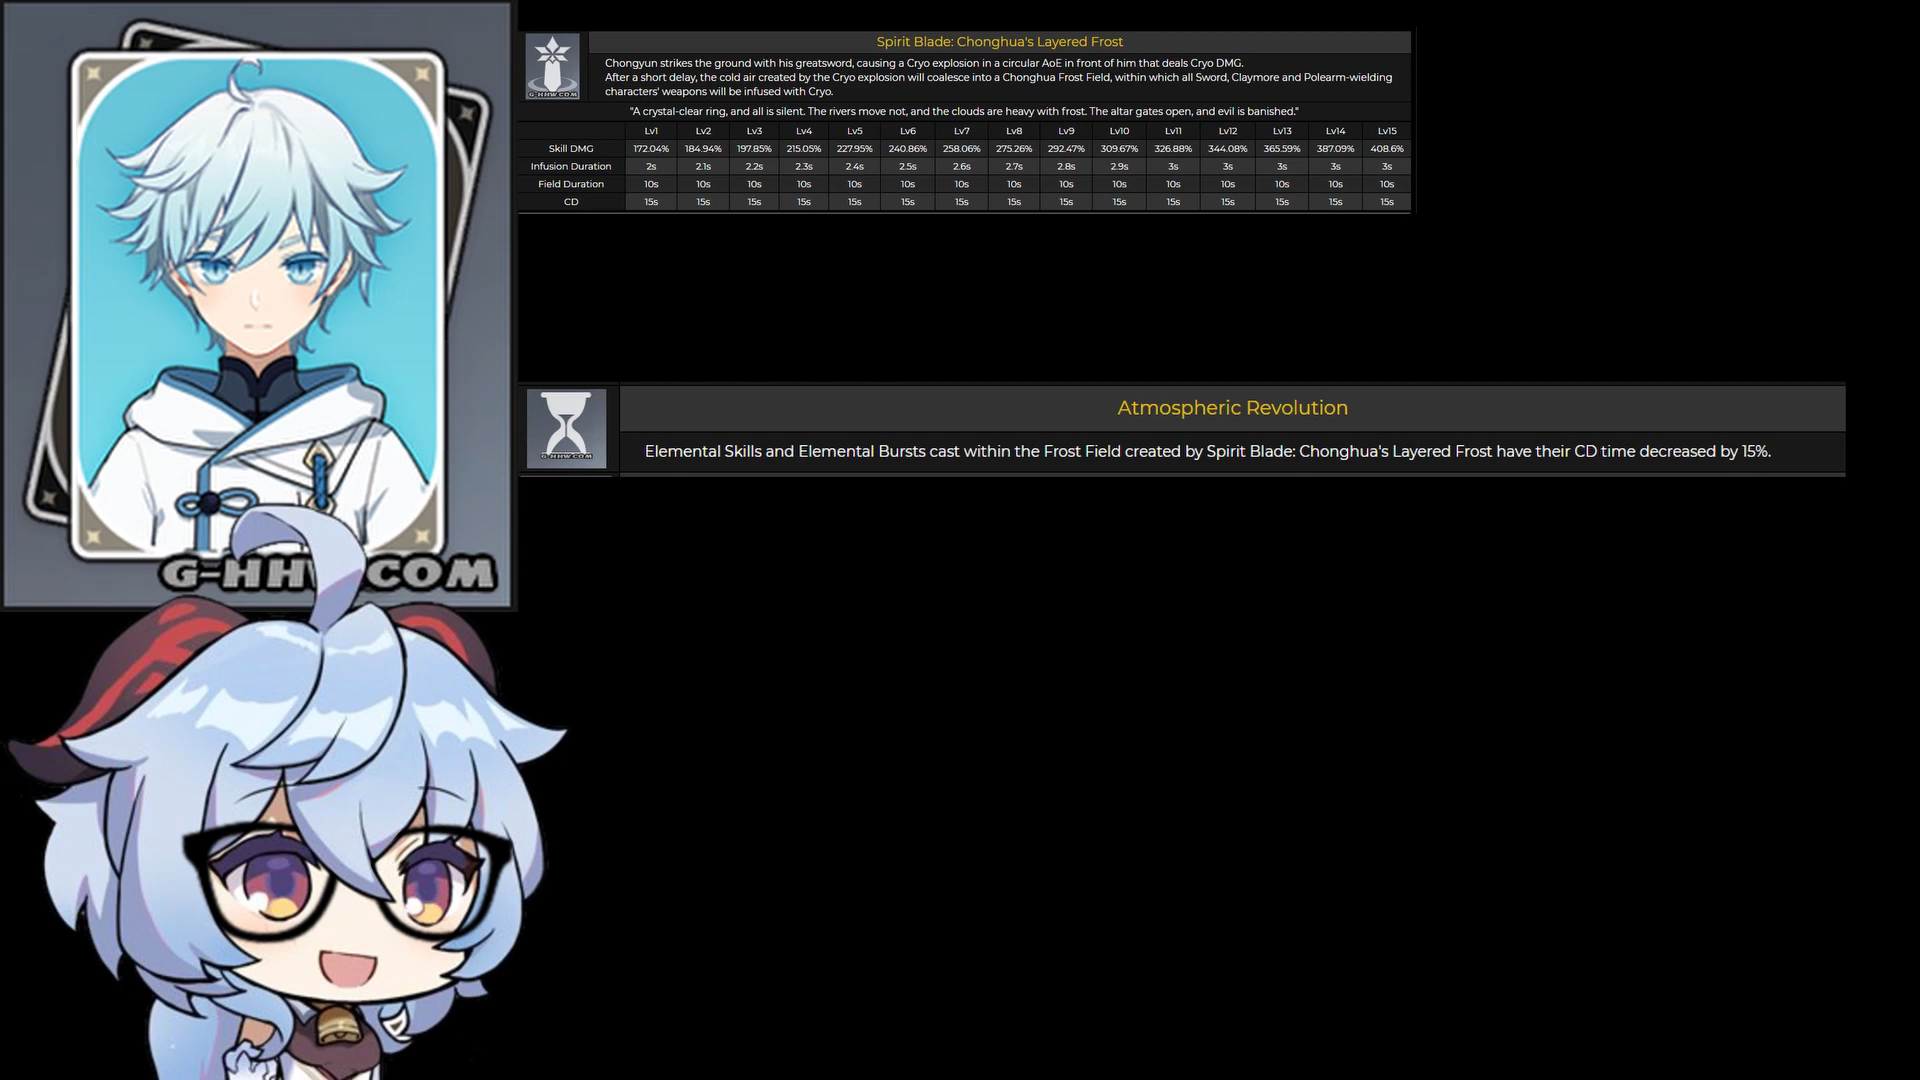 Spirit Blade: Chonghua's Layered Frost
G-HHW.COM
Chongyun strikes the ground with his greatsword, causing a Cryo explosion in a circular AoE in front of him that deals Cryo DMG.
After a short delay, the cold air created by the Cryo explosion will coalesce into a Chonghua Frost Field, within which all Sword, Claymore and Polearm-wielding
characters' weapons will be infused with Cryo.
"A crystal-clear ring, and all is silent. The rivers move not, and the clouds are heavy with frost. The altar gates open, and evil is banished."
Lv1 Lv2 Lv3 Lv4 Lv5 Lv6 Lv7 Lv8 Lv9 Lv10 Lv11 Lv12 Lv13 Lv14 Lv15
Skill DMG 172.04% 184.94% 197.85% 215.05% 227.95% 240.86% 258.06% 275.26% 292.47% 309.67% 326.88% 344.08% 365.59% 387.09% 408.6%
Infusion Duration 2s 2.1s 2.2s 2.3s 2.4s 2.5s 2.6s 2.7s 2.8s 2.9s 3s 3s 3s 3s 3s
Field Duration 10s 10s 10s 10s 10s 10s 10s 10s 10s 10s 10s 10s 10s 10s 10s
CD 15s 15s 15s 15s 15s 15s 15s 15s 15s 15s 15s 15s 15s 15s 15s
Atmospheric Revolution
G-HHW.COM
Elemental Skills and Elemental Bursts cast within the Frost Field created by Spirit Blade: Chonghua's Layered Frost have their CD time decreased by 15%.
G-HH COM